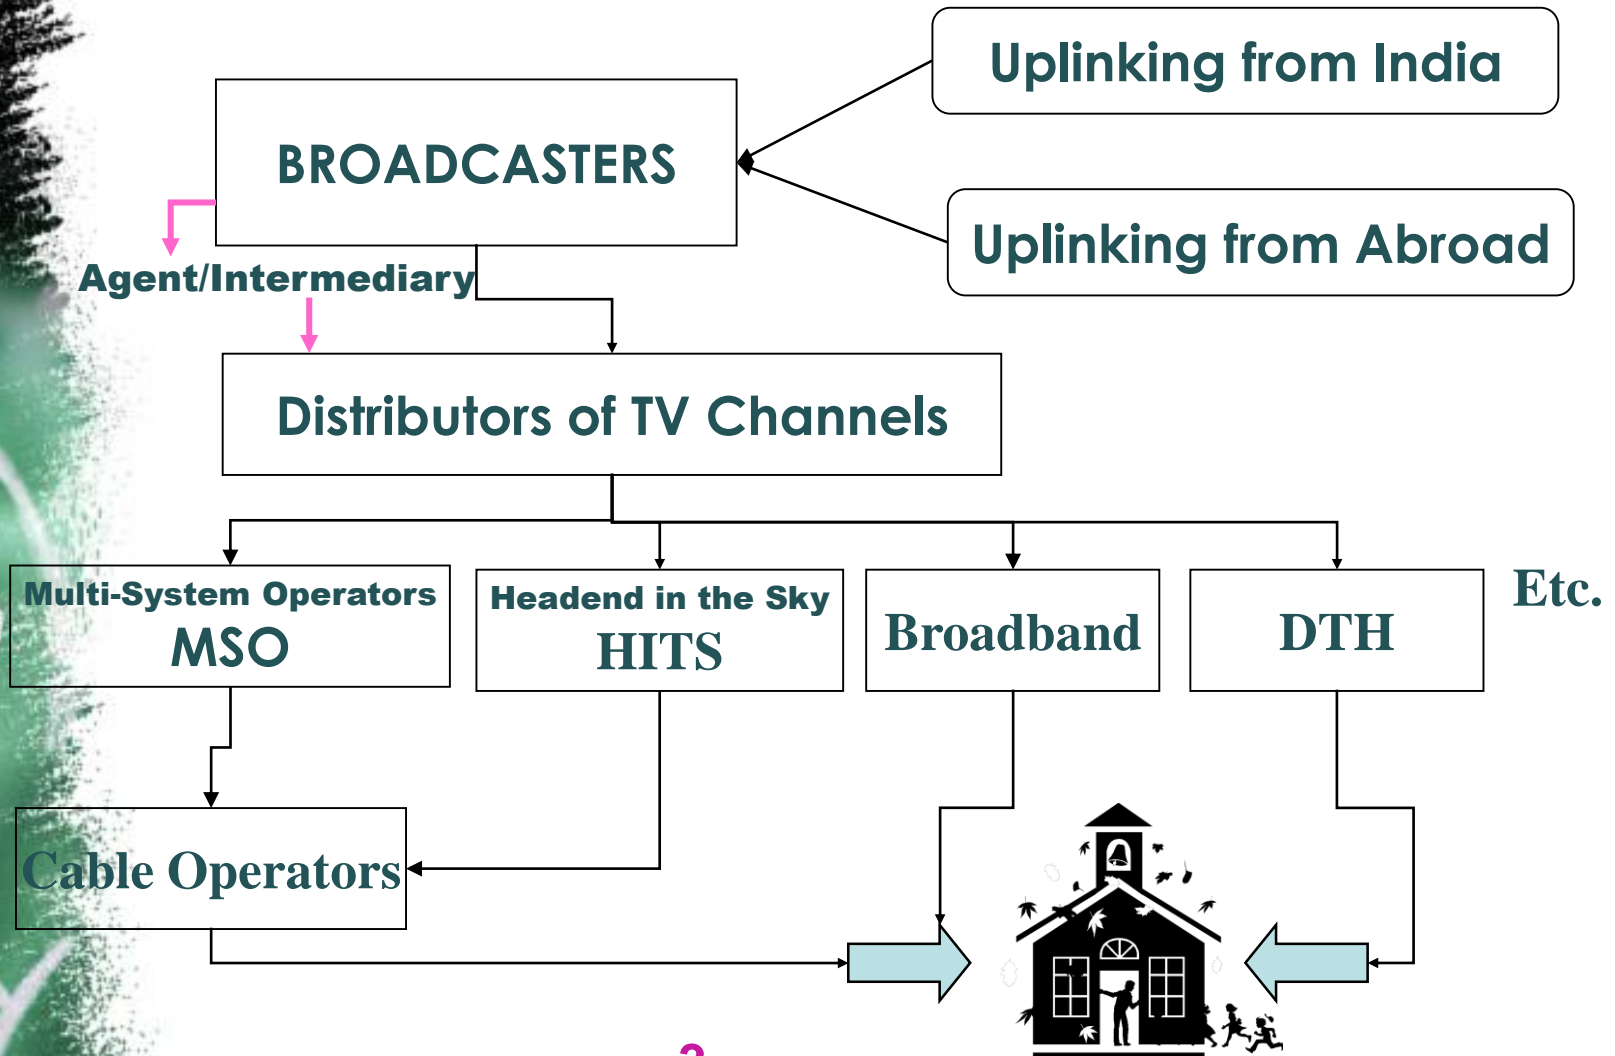 Uplinking from India
BROADCASTERS
Uplinking from Abroad
Agent/Intermediary
Distributors of TV Channels
Multi-System Operators
MSO
Headend in the Sky
HITS
Broadband
DTH
Etc.
Cable Operators